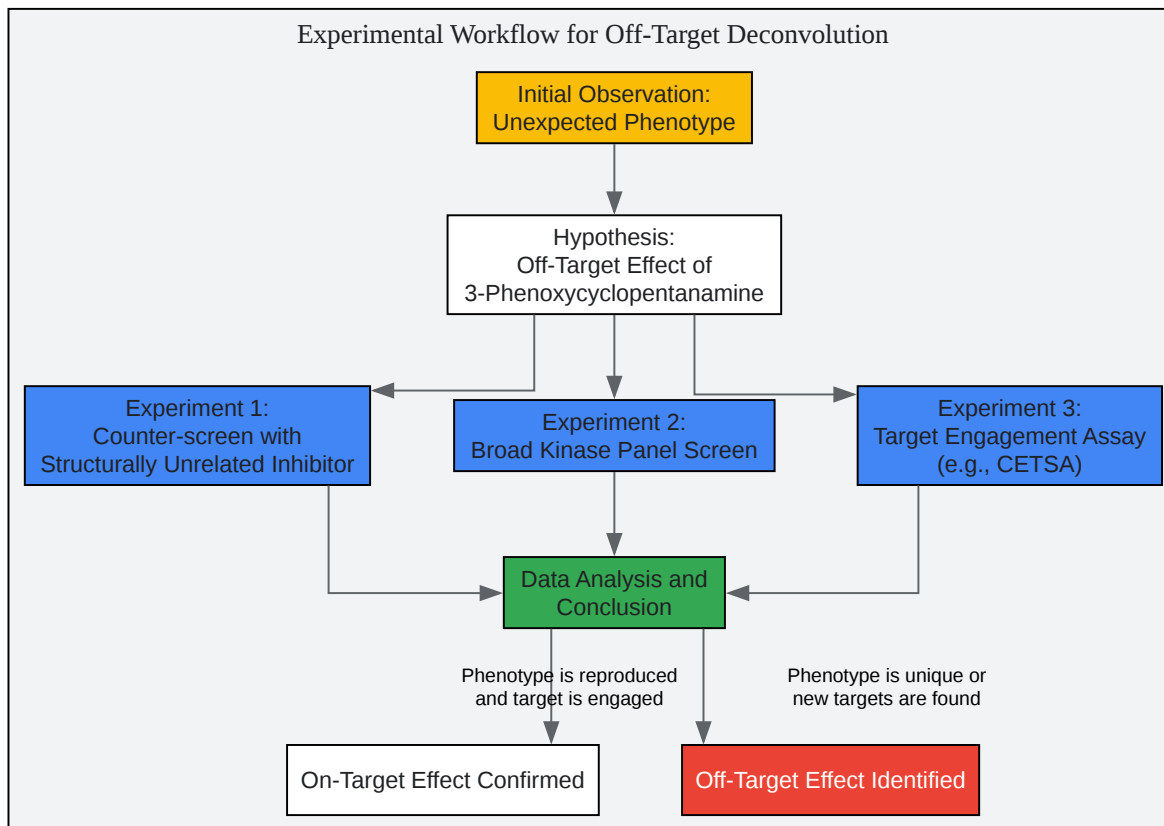 Experimental Workflow for Off-Target Deconvolution
Initial Observation:
Unexpected Phenotype
Hypothesis:
Off-Target Effect of
3-Phenoxycyclopentanamine
Experiment 1:
Counter-screen with
Structurally Unrelated Inhibitor
Experiment 2:
Broad Kinase Panel Screen
Experiment 3:
Target Engagement Assay
(e.g., CETSA)
Data Analysis and
Conclusion
Phenotype is reproduced
and target is engaged
Phenotype is unique or
new targets are found
On-Target Effect Confirmed
Off-Target Effect Identified